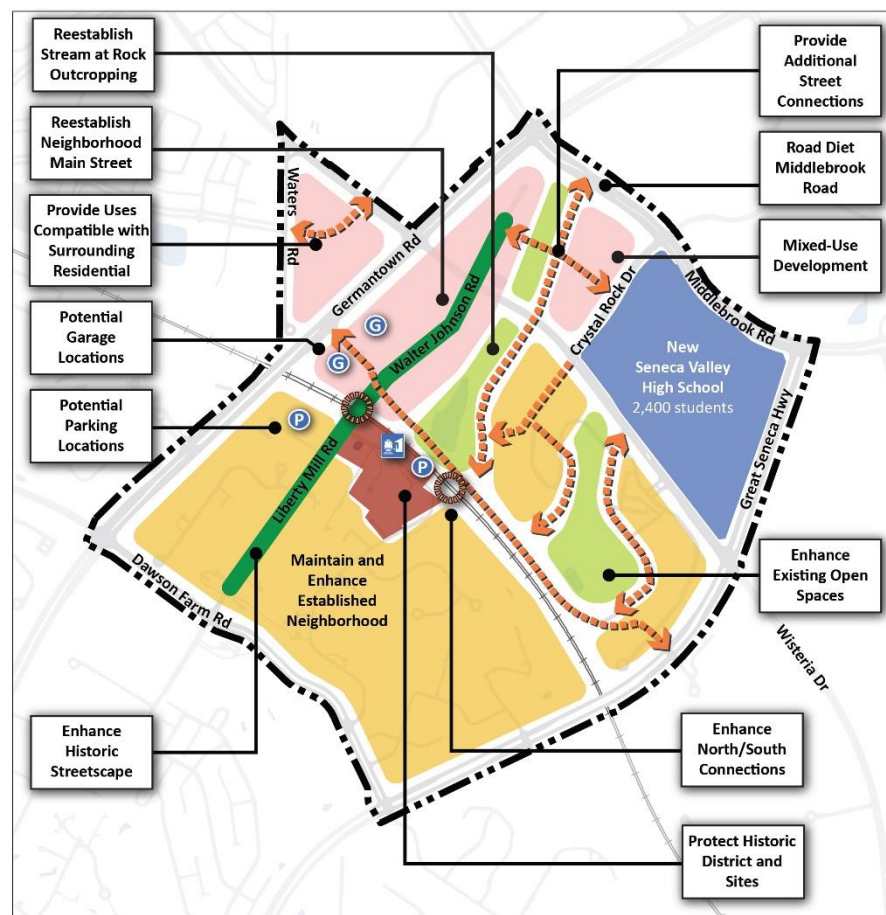 Reestablish
Stream at Rock
Outcropping
Reestablish
Neighborhood
Main Street
Provide Uses
Compatible with
Surrounding
Residential
Potential
Garage
Locations
Potential
Parking
Locations
Enhance
Historic
Streetscape
Provide
Additional
Street
Connections
Road Diet
Middlebrook
Road
Mixed-Use
Development
Enhance
Existing Open
Spaces
Enhance
North/South
Connections
Protect Historic
District and
Sites
Waters Rd
Germantown Rd
Walter Johnson Rd
Crystal Rock Dr
Middlebrook Rd
New
Seneca Valley
High School
2,400 students
Great Seneca Hwy
G
G
P
P
Liberty Mill Rd
Maintain and
Enhance
Established
Neighborhood
Dawson Farm Rd
Wisteria Dr